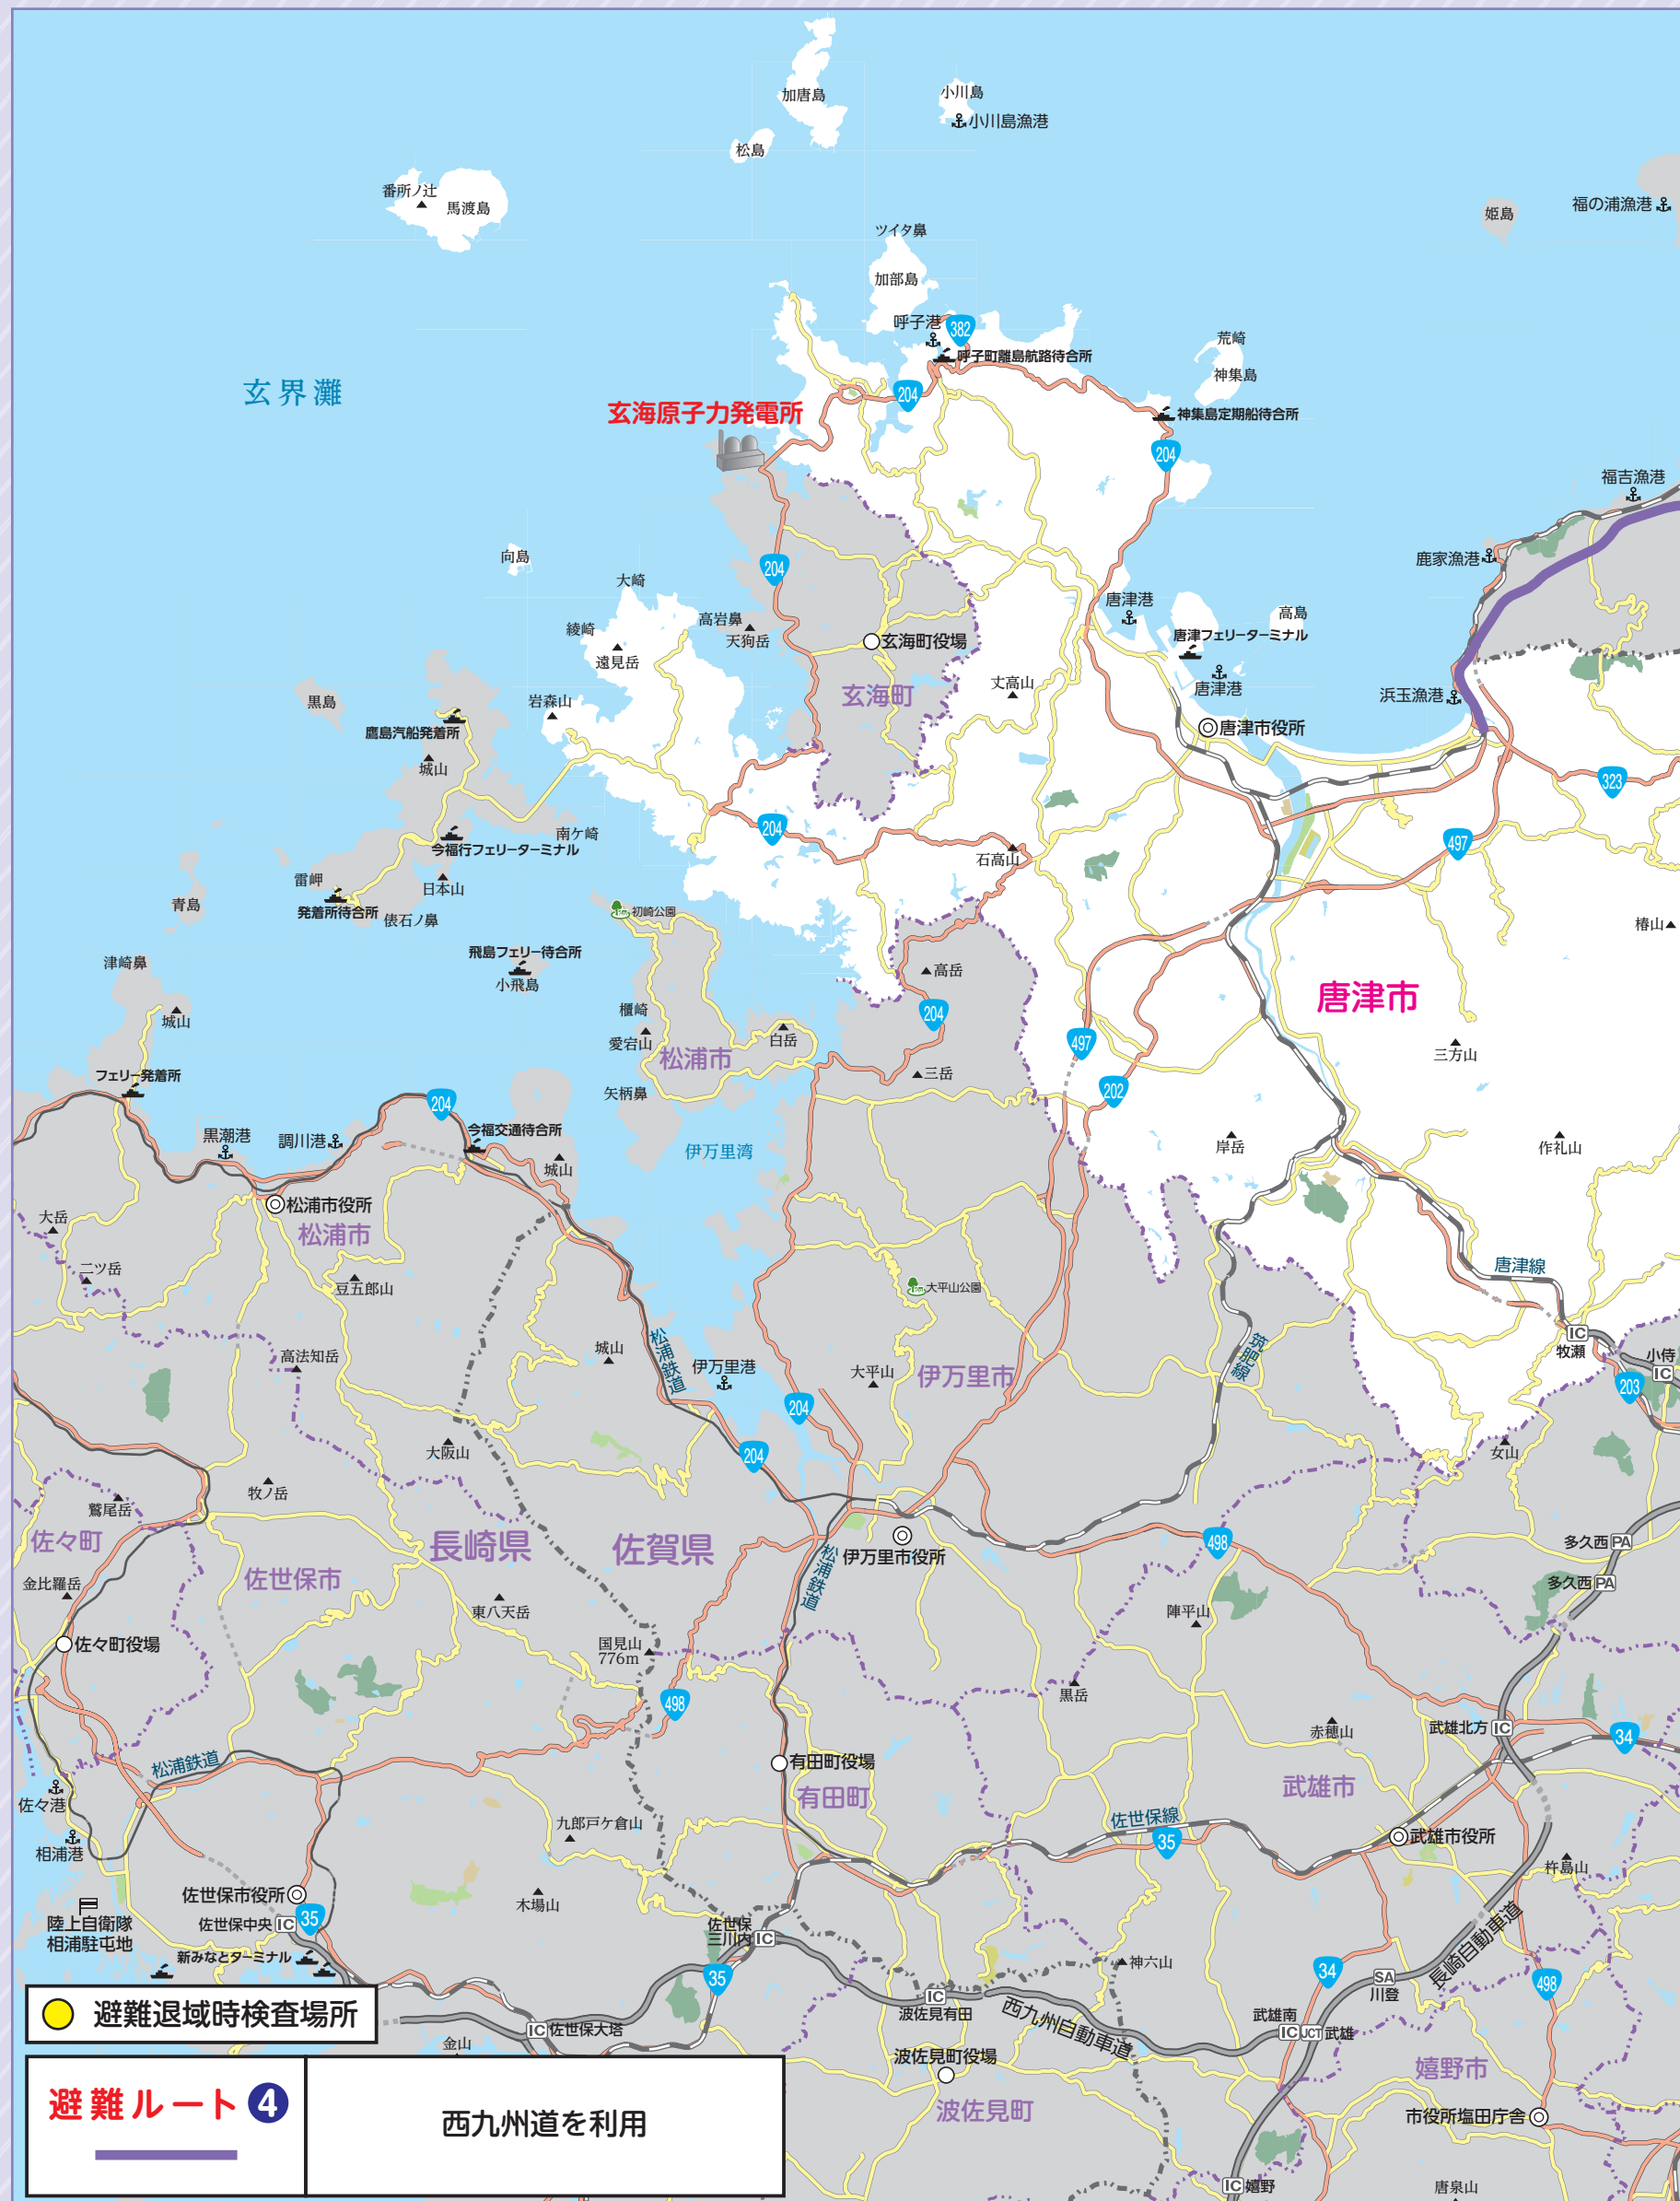 加唐島
小川島
小川島漁港
松島
番所ノ辻
馬渡島
福の浦漁港
姫島
ツイタ鼻
加部島
呼子港
382
呼子町離島航路待合所
荒崎
神集島
玄界灘
204
玄海原子力発電所
神集島定期船待合所
204
福吉漁港
向島
204
鹿家漁港
大崎
唐津港
高島
高岩鼻
天狗岳
綾崎
唐津フェリーターミナル
玄海町役場
遠見岳
唐津港
丈高山
玄海町
浜玉漁港
黒島
岩森山
鷹島汽船発着所
唐津市役所
城山
323
南ケ崎
204
497
今福行フェリーターミナル
石高山
雷岬
日本山
青島
発着所待合所
俵石ノ鼻
初崎公園
椿山
飛島フェリー待合所
津崎鼻
小飛島
高岳
唐津市
櫃崎
204
城山
愛宕山
白岳
497
松浦市
三方山
三岳
フェリー発着所
矢柄鼻
202
204
黒潮港
調川港
今福交通待合所
伊万里湾
岸岳
作礼山
城山
松浦市役所
大岳
松浦市
二ツ岳
豆五郎山
大平山公園
唐津線
松浦鉄道
筑肥線
IC
牧瀬
高法知岳
城山
伊万里港
大平山
伊万里市
小侍
IC
203
204
大阪山
204
女山
牧ノ岳
鷲尾岳
佐々町
長崎県
佐賀県
498
多久西PA
伊万里市役所
佐世保市
松浦鉄道
多久西PA
金比羅岳
東八天岳
陣平山
佐々町役場
国見山
776m
黒岳
498
赤穂山
武雄北方IC
34
松浦鉄道
有田町役場
有田町
武雄市
佐々港
佐世保線
九郎戸ケ倉山
35
武雄市役所
相浦港
杵島山
佐世保市役所
木場山
陸上自衛隊
相浦駐屯地
佐世保中央IC
35
佐世保
三川内IC
新みなとターミナル
神六山
35
34
SA
川登
長崎自動車道
498
IC
波佐見有田
西九州自動車道
避難退域時検査場所
IC佐世保大塔
武雄南
IC JCT武雄
金山
波佐見町役場
嬉野市
避難ルート4
西九州道を利用
波佐見町
市役所塩田庁舎
IC嬉野
唐泉山